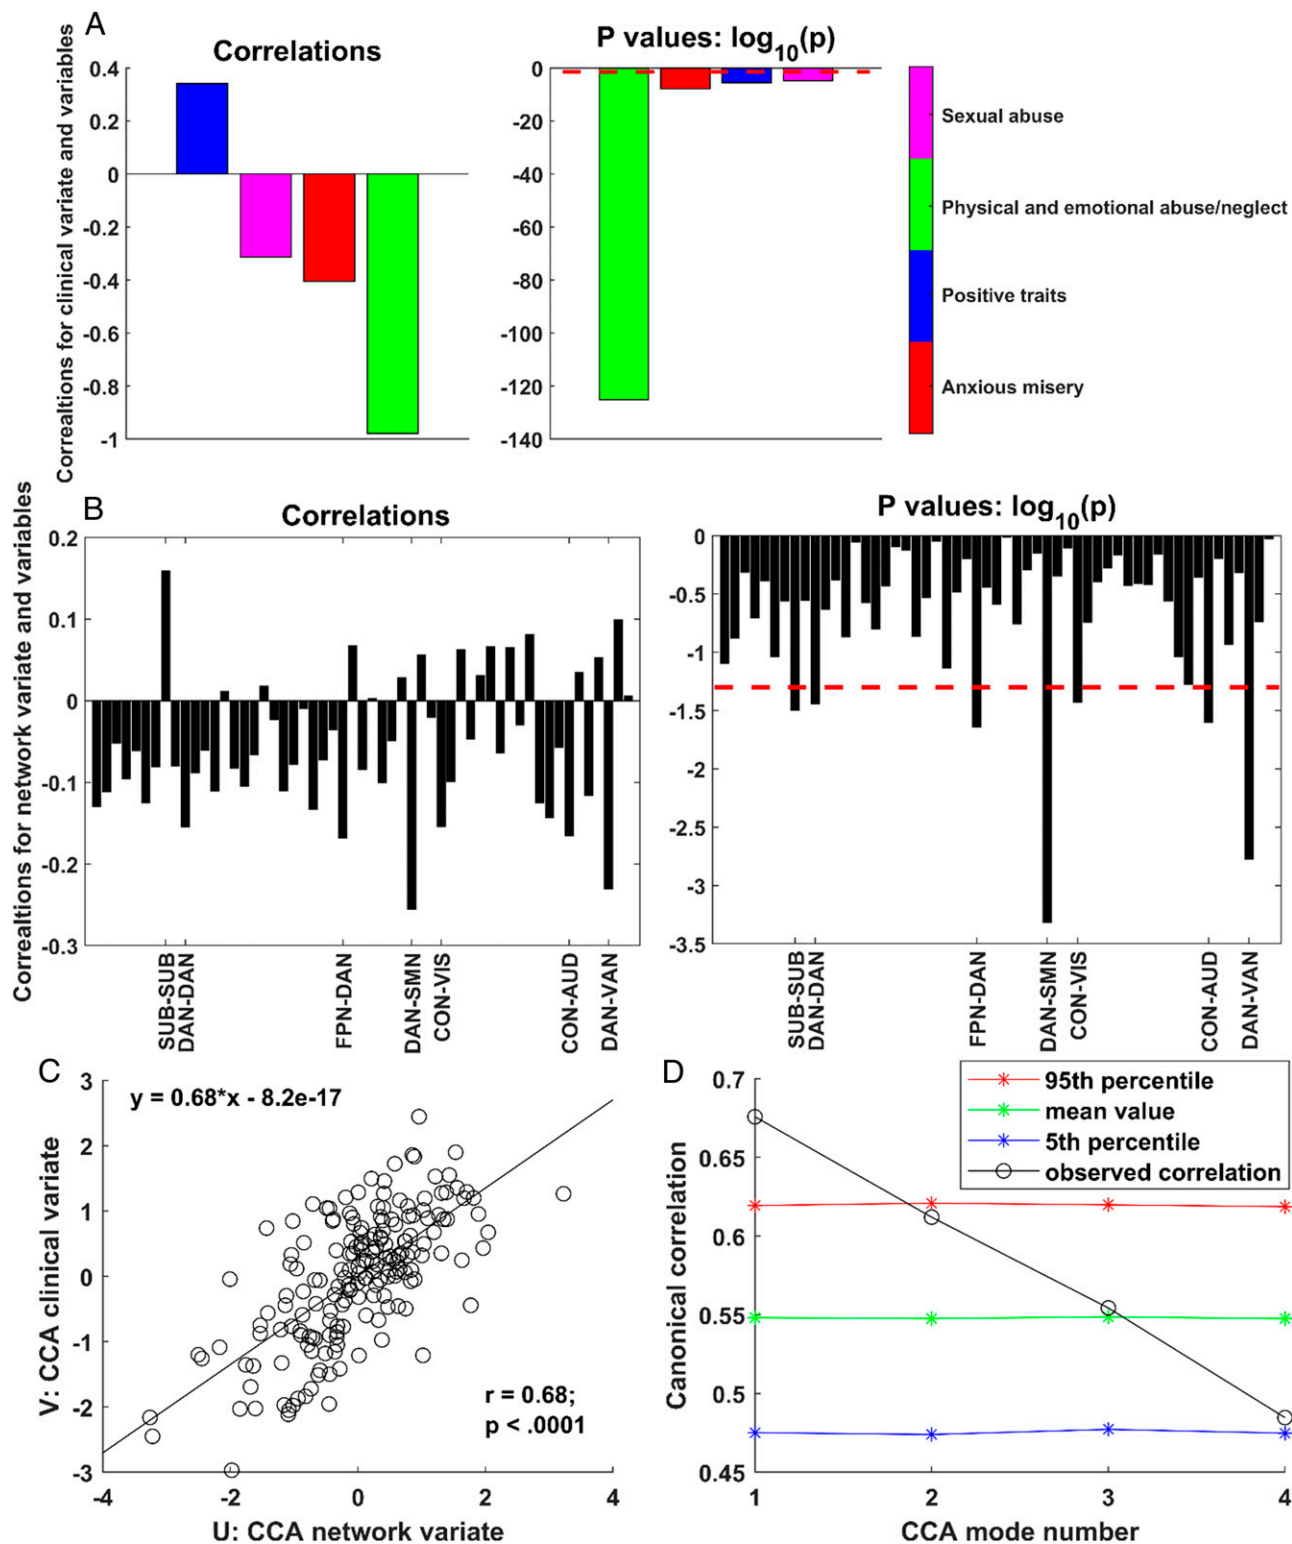 A
Correlations
P values: log10(p)
Correaltions for clinical variate and variables
0.4
0.2
0
-0.2
-0.4
-0.6
-0.8
-1
0
-20
-40
-60
-80
-100
-120
-140
Sexual abuse
Physical and emotional abuse/neglect
Positive traits
Anxious misery
B
Correlations
P values: log10(p)
Correaltions for network variate and variables
0.2
0.1
0
-0.1
-0.2
-0.3
SUB-SUB
DAN-DAN
FPN-DAN
DAN-SMN
CON-VIS
CON-AUD
DAN-VAN
0
-0.5
-1
-1.5
-2
-2.5
-3
-3.5
SUB-SUB
DAN-DAN
FPN-DAN
DAN-SMN
CON-VIS
CON-AUD
DAN-VAN
C
y = 0.68*x - 8.2e-17
V: CCA clinical variate
3
2
1
0
-1
-2
-3
r = 0.68;
p < .0001
-4 -2 0 2 4
U: CCA network variate
D
95th percentile
mean value
5th percentile
observed correlation
Canonical correlation
0.7
0.65
0.6
0.55
0.5
0.45
1 2 3 4
CCA mode number